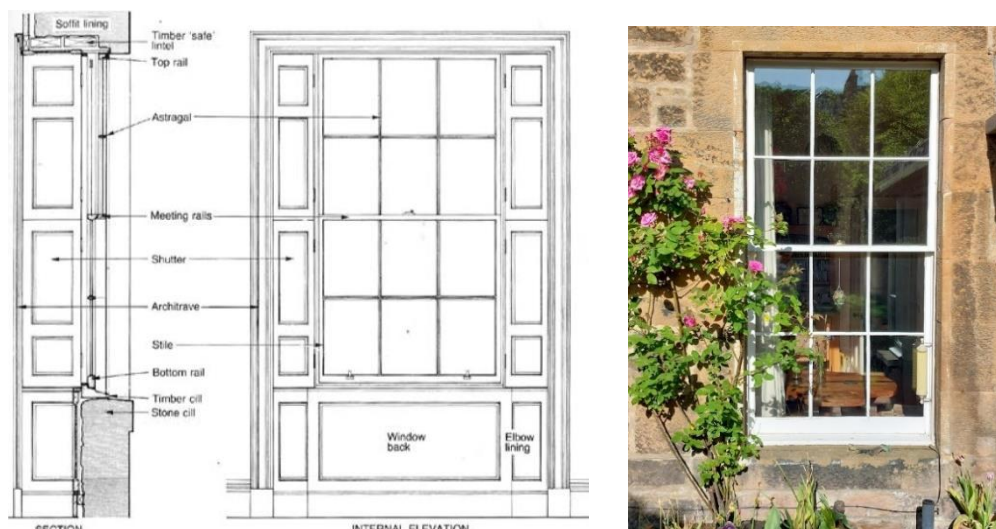 Soffit lining
Timber 'safe'
lintel
Top rail
Astragal
Meeting rails
Shutter
Architrave
Stile
Bottom rail
Timber cill
Stone cill
Window
back
Elbow
lining
SECTION
INTERNAL ELEVATION